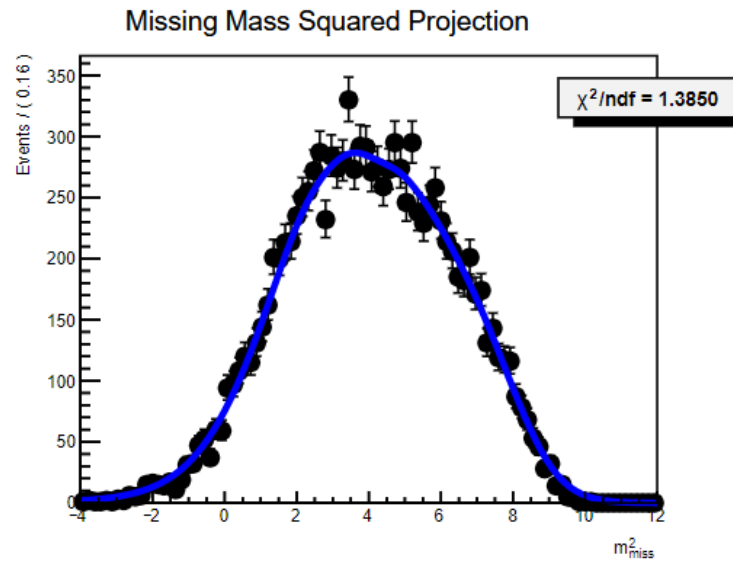 Missing Mass Squared Projection
Events / ( 0.16 )
χ²/ndf = 1.3850
350
300
250
200
150
100
50
0
−4 −2 0 2 4 6 8 10 12
m²miss